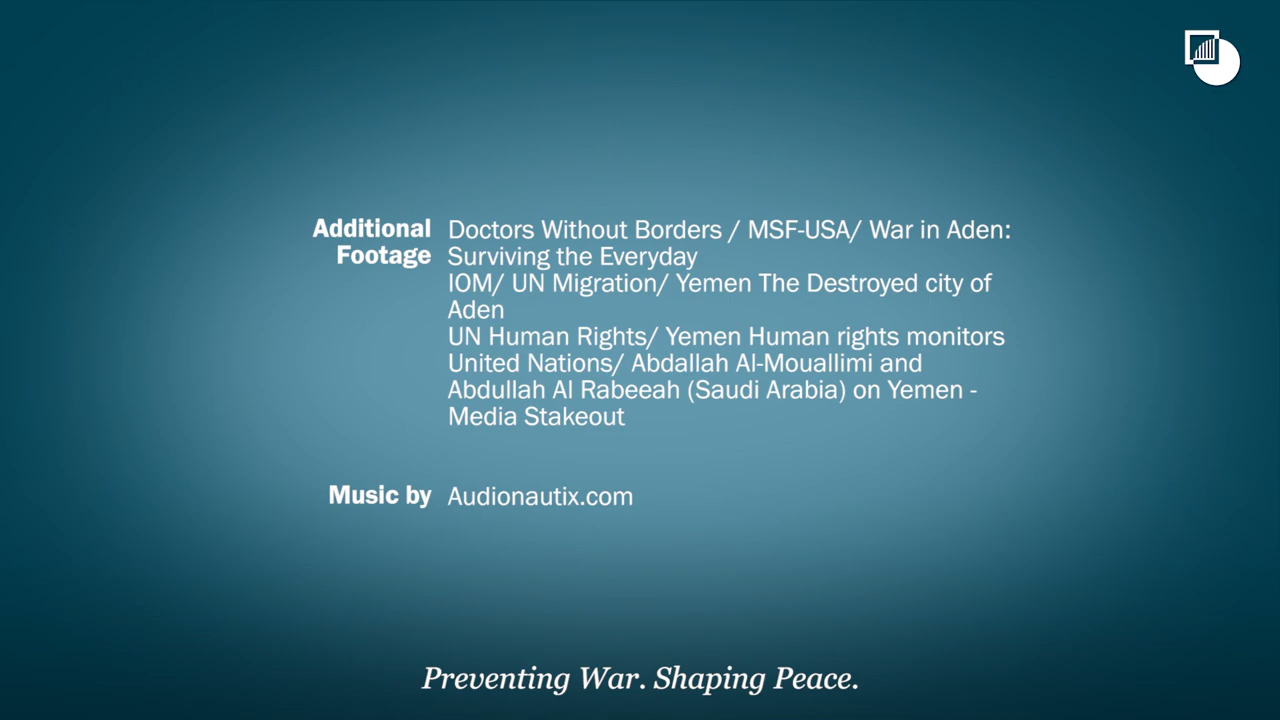 Additional
Footage
Doctors Without Borders / MSF-USA/ War in Aden:
Surviving the Everyday
IOM/ UN Migration/ Yemen The Destroyed city of
Aden
UN Human Rights/ Yemen Human rights monitors
United Nations/ Abdallah Al-Mouallimi and
Abdullah Al Rabeeah (Saudi Arabia) on Yemen -
Media Stakeout
Music by Audionautix.com
Preventing War. Shaping Peace.